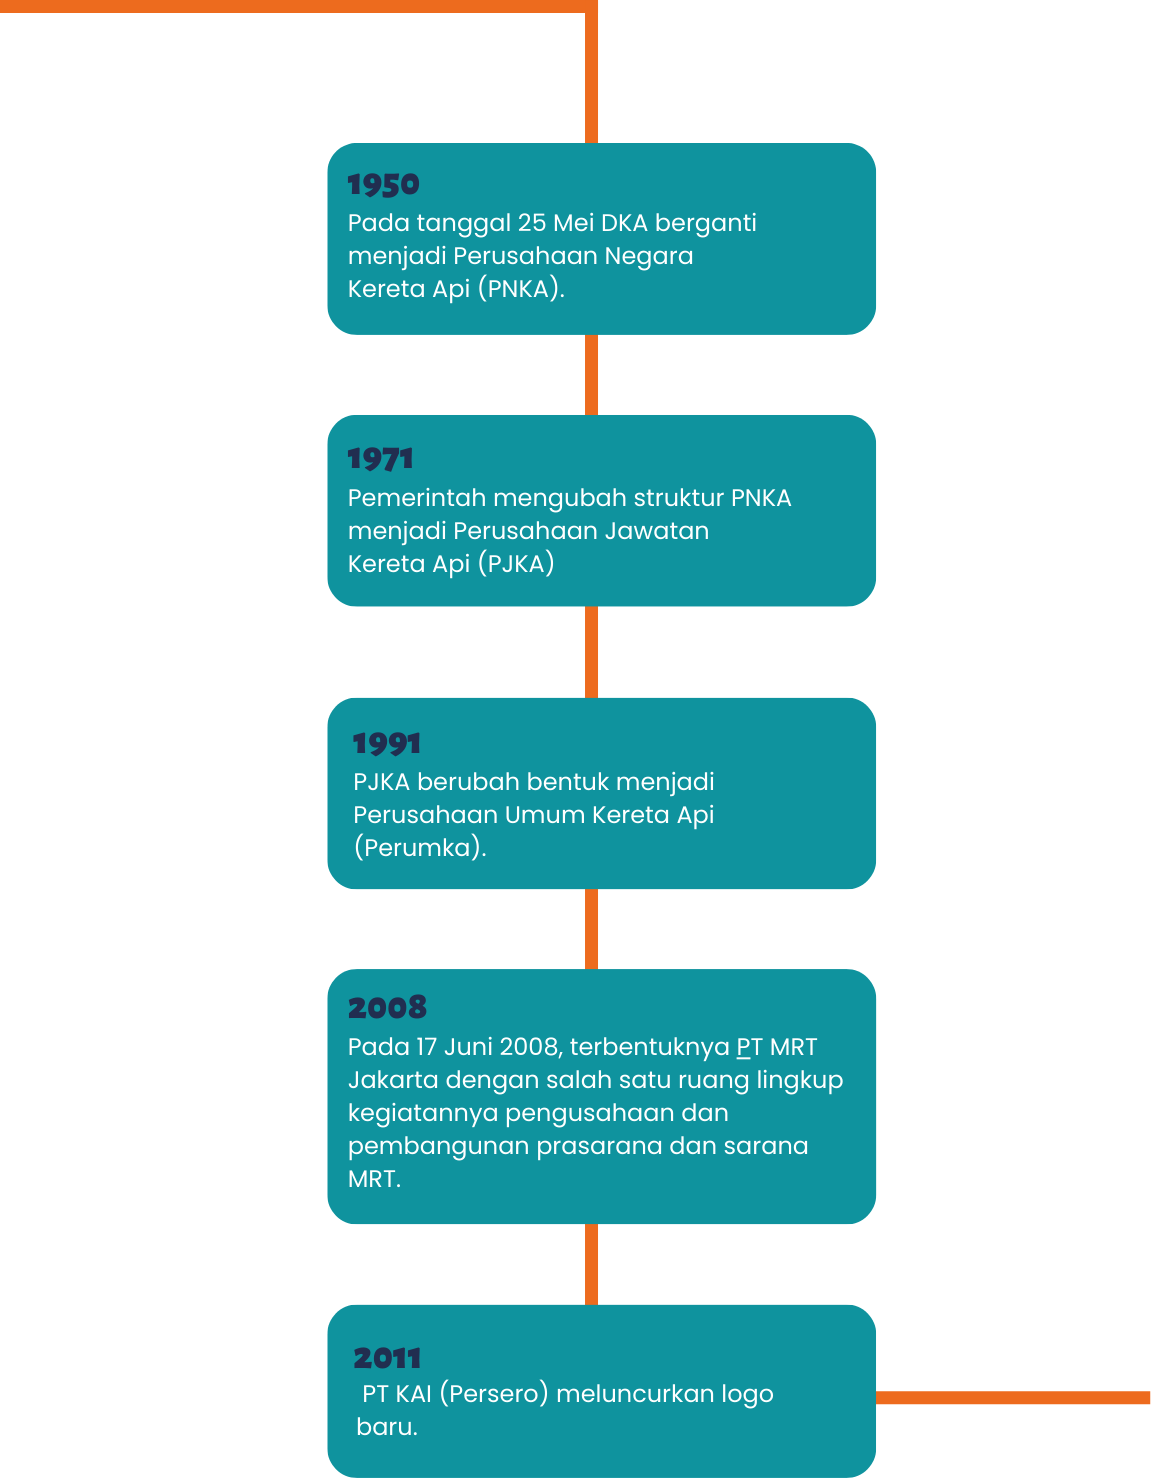 1950
Pada tanggal 25 Mei DKA berganti
menjadi Perusahaan Negara
Kereta Api (PNKA).
1971
Pemerintah mengubah struktur PNKA
menjadi Perusahaan Jawatan
Kereta Api (PJKA)
1991
PJKA berubah bentuk menjadi
Perusahaan Umum Kereta Api
(Perumka).
2008
Pada 17 Juni 2008, terbentuknya PT MRT
Jakarta dengan salah satu ruang lingkup
kegiatannya pengusahaan dan
pembangunan prasarana dan sarana
MRT.
2011
PT KAI (Persero) meluncurkan logo
baru.